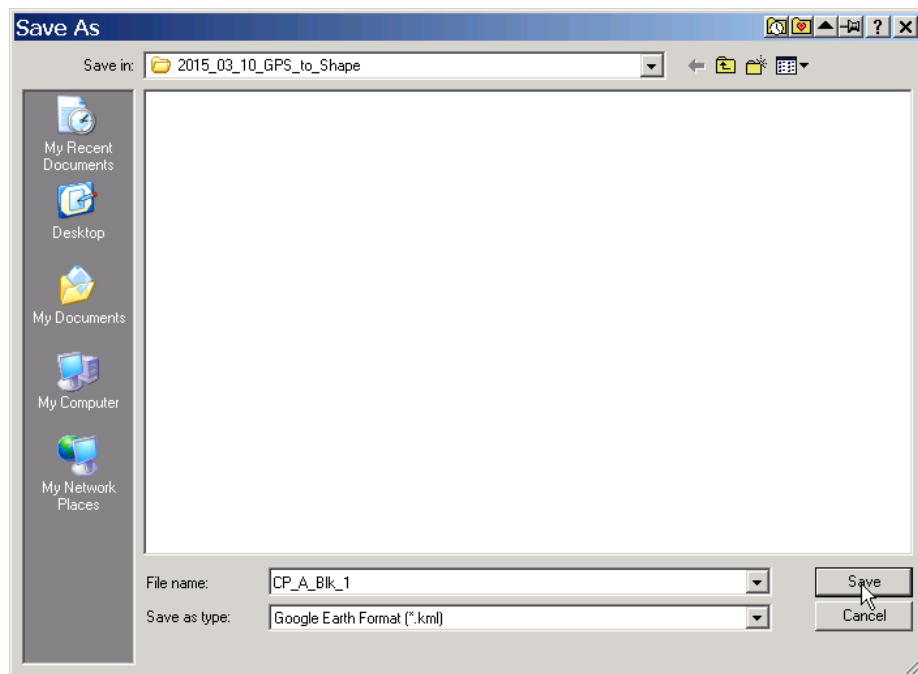 Save As
?
Save in:
2015_03_10_GPS_to_Shape
My Recent
Documents
Desktop
My Documents
My Computer
My Network
Places
File name:
CP_A_Blk_1
Save
Save as type:
Google Earth Format (*.kml)
Cancel